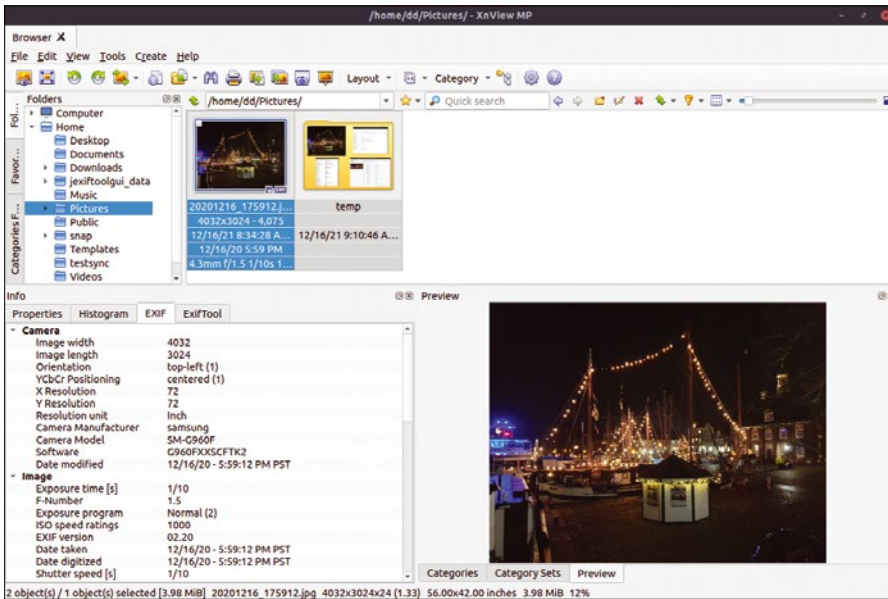 /home/dd/Pictures/ - XnView MP
Browser
File Edit View Tools Create Help
Layout Category
Folders
/home/dd/Pictures/
Quick search
Fol...
Favor...
Categories F...
Computer
Home
Desktop
Documents
Downloads
jexiftoolgui_data
Music
Pictures
Public
snap
Templates
testsync
Videos
20201216_175912.j...
4032x3024 - 4,075
12/16/21 8:34:28 A...
12/16/20 5:59 PM
4.3mm f/1.5 1/10s 1...
temp
12/16/21 9:10:46 A...
Info
Properties Histogram EXIF ExifTool
Camera
Image width 4032
Image length 3024
Orientation top-left (1)
YCbCr Positioning centered (1)
X Resolution 72
Y Resolution 72
Resolution unit Inch
Camera Manufacturer samsung
Camera Model SM-G960F
Software G960FXXSCFTK2
Date modified 12/16/20 - 5:59:12 PM PST
Image
Exposure time [s] 1/10
F-Number 1.5
Exposure program Normal (2)
ISO speed ratings 1000
EXIF version 02.20
Date taken 12/16/20 - 5:59:12 PM PST
Date digitized 12/16/20 - 5:59:12 PM PST
Shutter speed [s] 1/10
Preview
Categories Category Sets Preview
2 object(s) / 1 object(s) selected [3.98 MiB] 20201216_175912.jpg 4032x3024x24 (1.33) 56.00x42.00 inches 3.98 MiB 12%